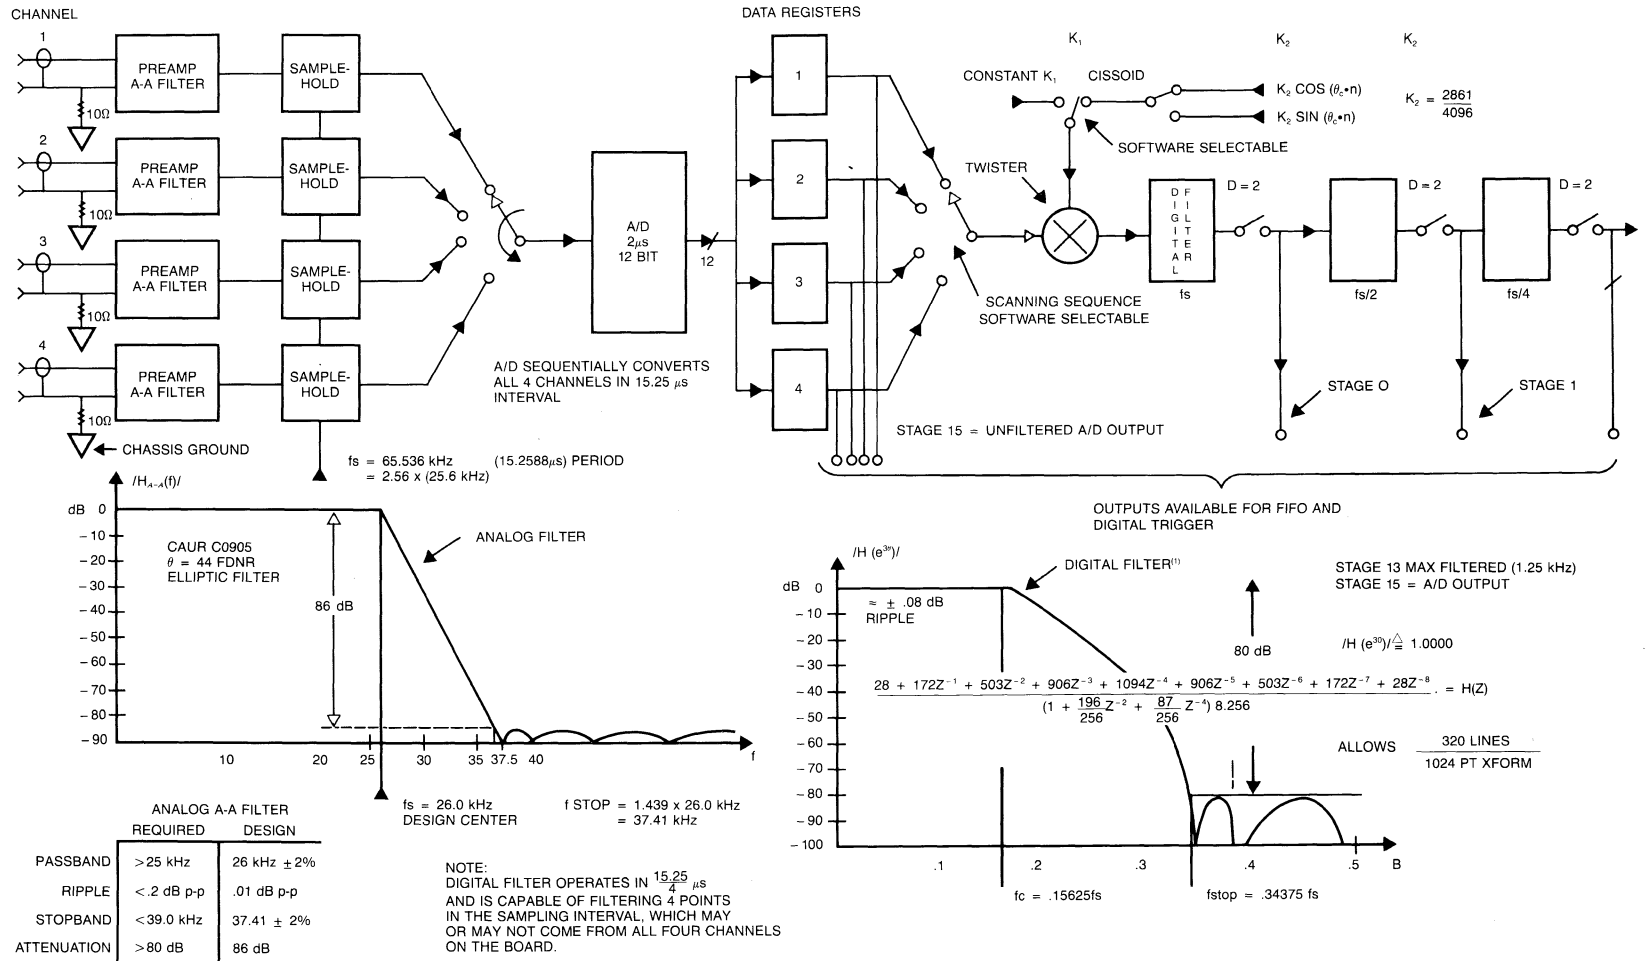 CHANNEL
1
PREAMP
A-A FILTER
SAMPLE-
HOLD
10Ω
2
PREAMP
A-A FILTER
SAMPLE-
HOLD
10Ω
3
PREAMP
A-A FILTER
SAMPLE-
HOLD
10Ω
4
PREAMP
A-A FILTER
SAMPLE-
HOLD
10Ω
CHASSIS GROUND
fs = 65.536 kHz (15.2588μs) PERIOD
= 2.56 x (25.6 kHz)
A/D
2μs
12 BIT
12
A/D SEQUENTIALLY CONVERTS
ALL 4 CHANNELS IN 15.25 μs
INTERVAL
DATA REGISTERS
1
2
3
4
STAGE 15 = UNFILTERED A/D OUTPUT
K₁
K₂
K₂
CONSTANT K₁
CISSOID
K₂ COS (θc•n)
K₂ SIN (θc•n)
K₂ = 2861
4096
SOFTWARE SELECTABLE
TWISTER
SCANNING SEQUENCE
SOFTWARE SELECTABLE
DIGITAL
FILTER
fs
D = 2
fs/2
D = 2
fs/4
D = 2
STAGE O
STAGE 1
OUTPUTS AVAILABLE FOR FIFO AND
DIGITAL TRIGGER
/HA–A(f)/
dB 0
– 10
– 20
– 30
– 40
– 50
– 60
– 70
– 80
– 90
CAUR C0905
θ = 44 FDNR
ELLIPTIC FILTER
86 dB
ANALOG FILTER
10 20 25 30 35 37.5 40 f
fs = 26.0 kHz
DESIGN CENTER
f STOP = 1.439 x 26.0 kHz
= 37.41 kHz
ANALOG A-A FILTER
REQUIRED DESIGN
PASSBAND >25 kHz 26 kHz ±2%
RIPPLE <.2 dB p-p .01 dB p-p
STOPBAND <39.0 kHz 37.41 ± 2%
ATTENUATION >80 dB 86 dB
NOTE:
DIGITAL FILTER OPERATES IN 15.25/4 μs
AND IS CAPABLE OF FILTERING 4 POINTS
IN THE SAMPLING INTERVAL, WHICH MAY
OR MAY NOT COME FROM ALL FOUR CHANNELS
ON THE BOARD.
dB 0
– 10
– 20
– 30
– 40
– 50
– 60
– 70
– 80
– 90
– 100
≈ ± .08 dB
RIPPLE
DIGITAL FILTER⁽¹⁾
STAGE 13 MAX FILTERED (1.25 kHz)
STAGE 15 = A/D OUTPUT
80 dB
/H (e³⁰)/ ≜ 1.0000
28 + 172Z⁻¹ + 503Z⁻² + 906Z⁻³ + 1094Z⁻⁴ + 906Z⁻⁵ + 503Z⁻⁶ + 172Z⁻⁷ + 28Z⁻⁸ . = H(Z)
(1 + 196/256 Z⁻² + 87/256 Z⁻⁴) 8.256
ALLOWS 320 LINES
1024 PT XFORM
.1 .2 .3 .4 .5 B
fc = .15625fs
fstop = .34375 fs